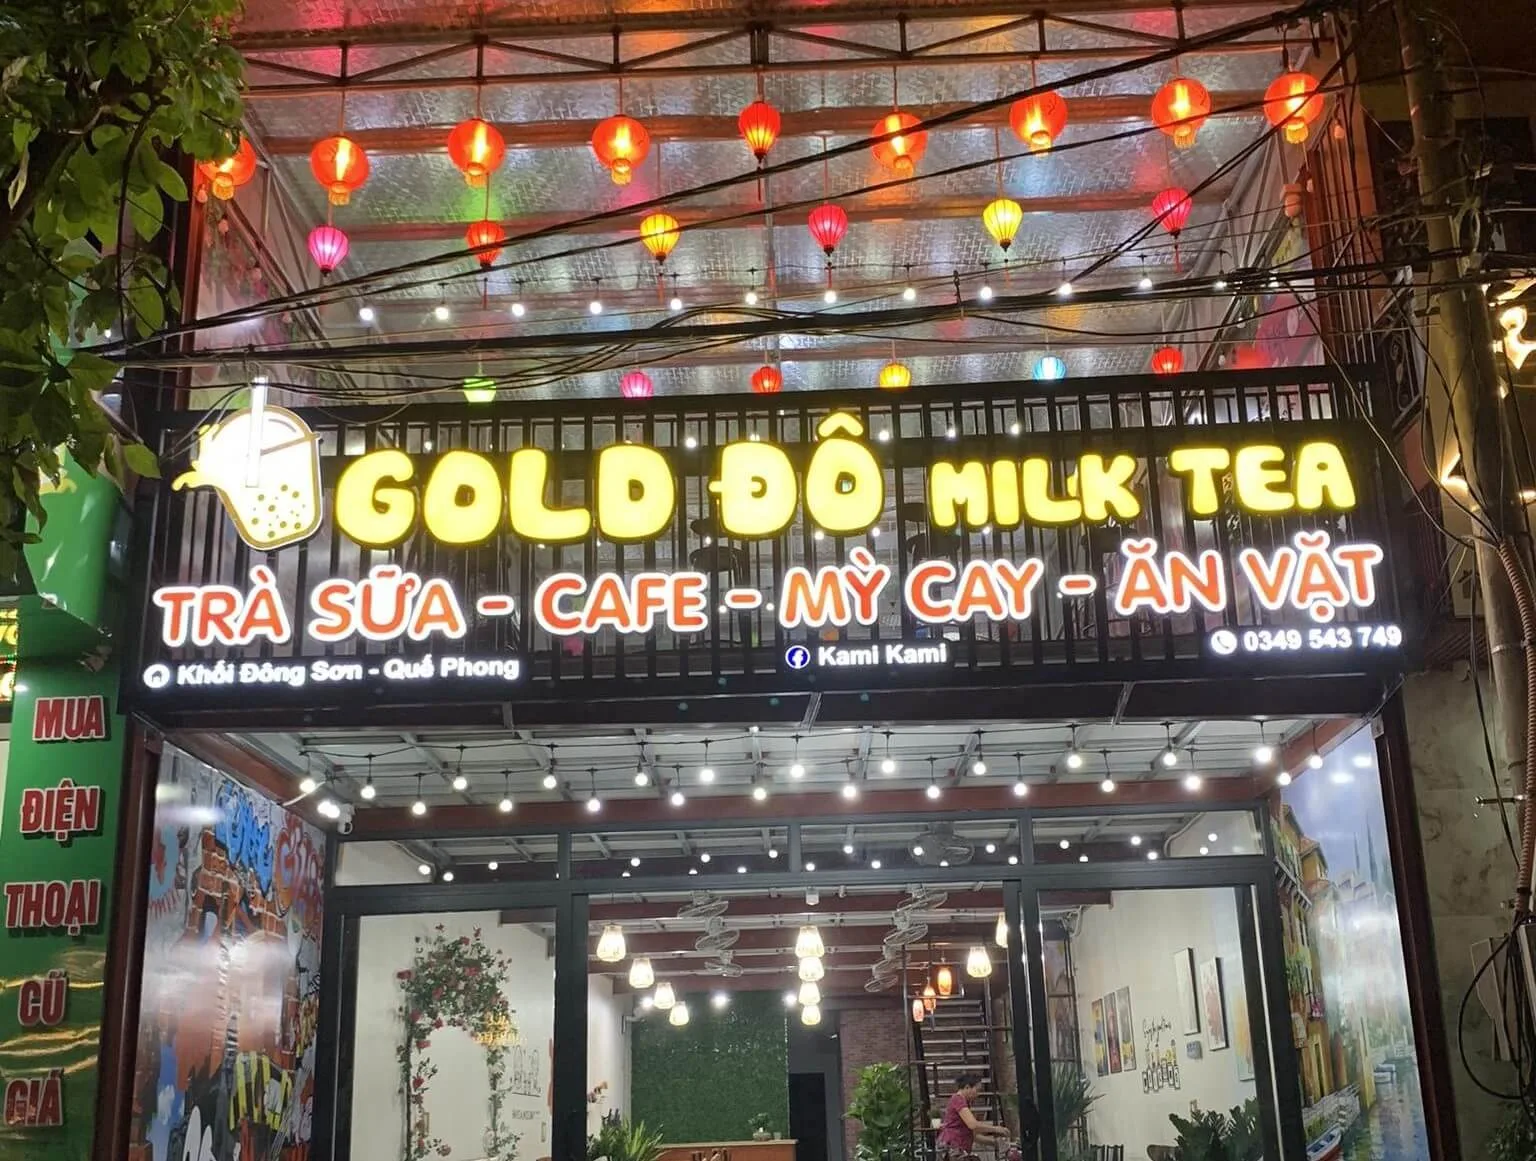 GOLD ĐÔ MILK TEA
TRÀ SỮA - CAFE - MỲ CAY - ĂN VẶT
Khối Đông Sơn - Quế Phong
Kami Kami
0349 543 749
MUA
ĐIỆN
THOẠI
CŨ
GIÁ